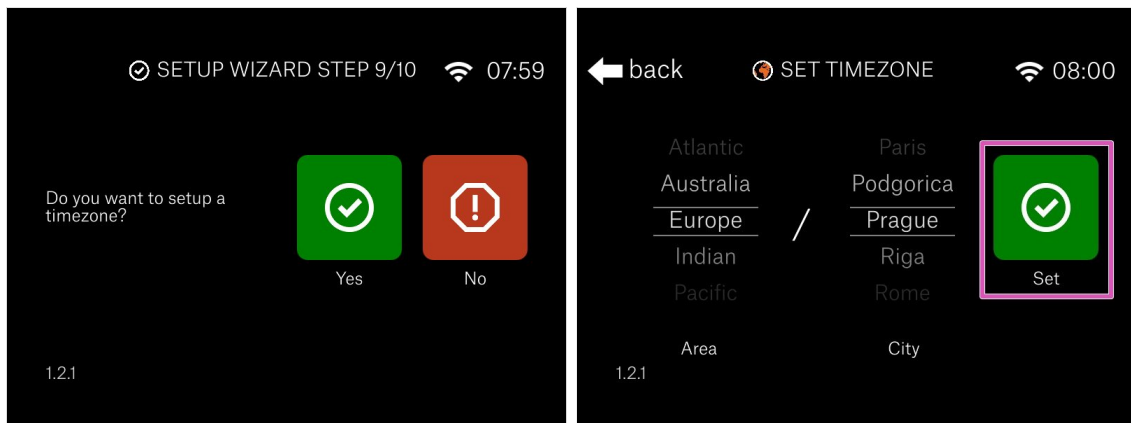 SETUP WIZARD STEP 9/10 07:59
Do you want to setup a
timezone?
Yes No
1.2.1
back SET TIMEZONE 08:00
Atlantic Paris
Australia Podgorica
Europe / Prague
Indian Riga
Pacific Rome
Set
Area City
1.2.1